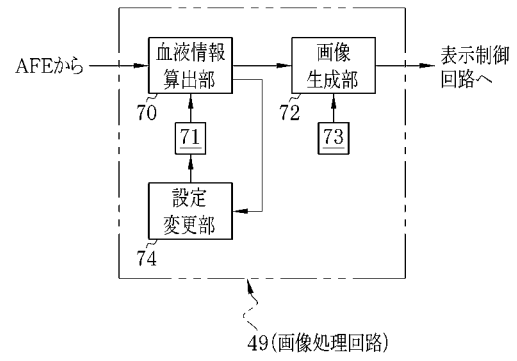 AFEから
血液情報
算出部
70
画像
生成部
72
表示制御
回路へ
71
73
設定
変更部
74
49(画像処理回路)